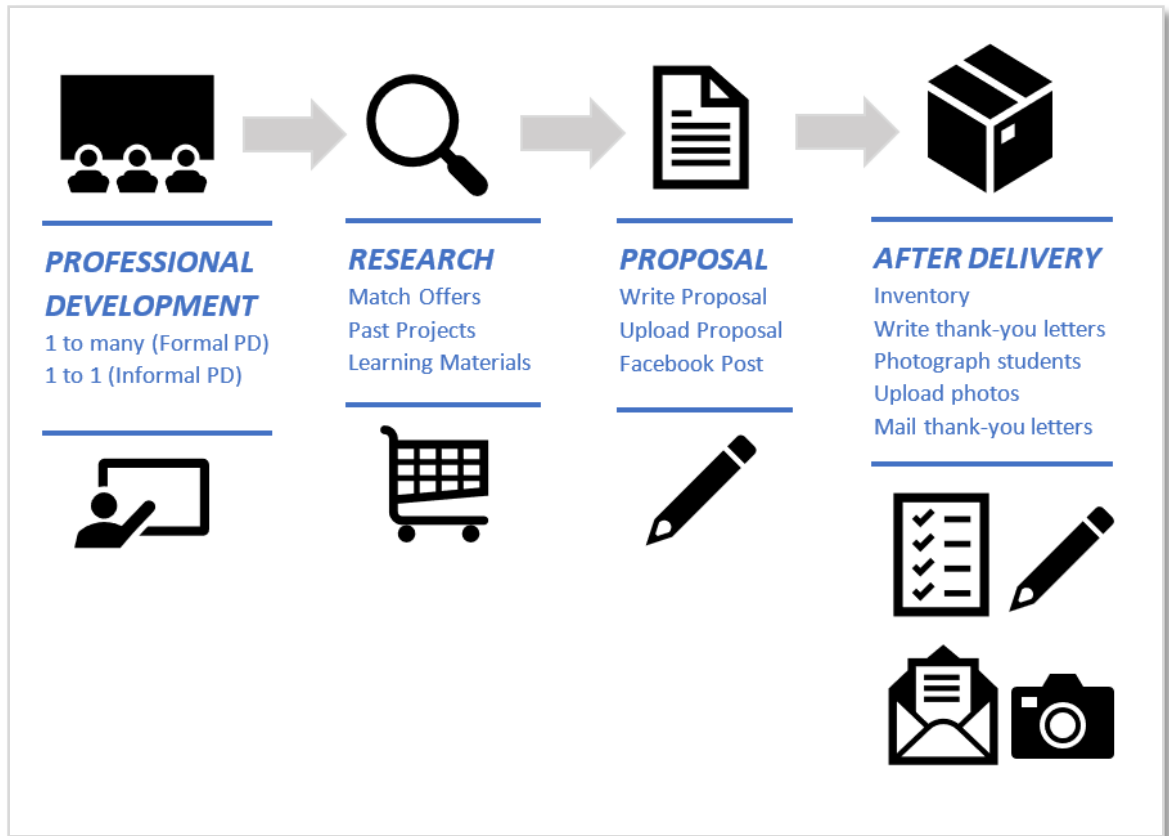 PROFESSIONAL
DEVELOPMENT
1 to many (Formal PD)
1 to 1 (Informal PD)
RESEARCH
Match Offers
Past Projects
Learning Materials
PROPOSAL
Write Proposal
Upload Proposal
Facebook Post
AFTER DELIVERY
Inventory
Write thank-you letters
Photograph students
Upload photos
Mail thank-you letters